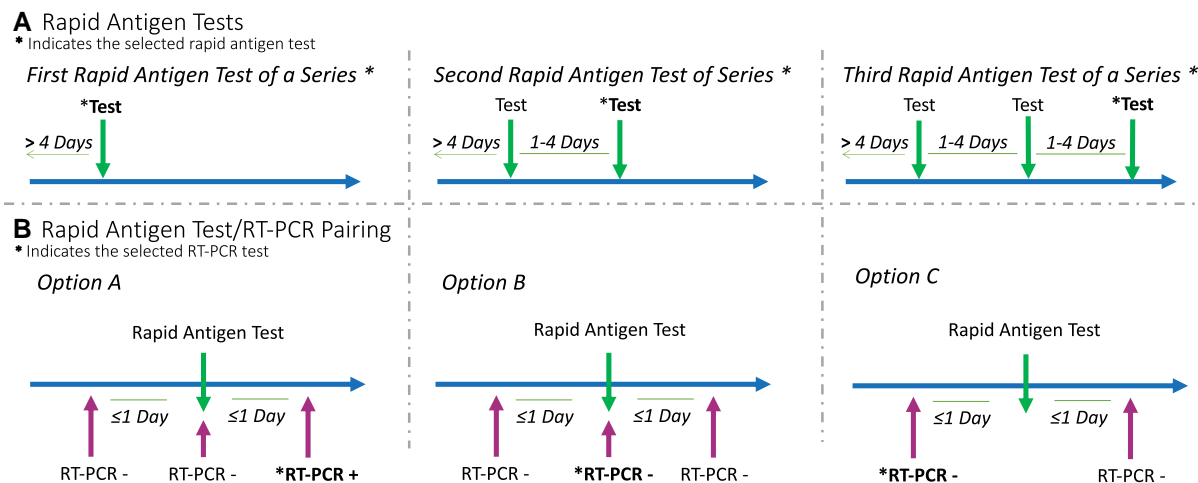 A Rapid Antigen Tests
* Indicates the selected rapid antigen test
First Rapid Antigen Test of a Series *
*Test
> 4 Days
Second Rapid Antigen Test of Series *
Test
*Test
> 4 Days
1-4 Days
Third Rapid Antigen Test of a Series *
Test
Test
*Test
> 4 Days
1-4 Days
1-4 Days
B Rapid Antigen Test/RT-PCR Pairing
* Indicates the selected RT-PCR test
Option A
Rapid Antigen Test
≤1 Day
≤1 Day
RT-PCR -
RT-PCR -
*RT-PCR +
Option B
Rapid Antigen Test
≤1 Day
≤1 Day
RT-PCR -
*RT-PCR -
RT-PCR -
Option C
Rapid Antigen Test
≤1 Day
≤1 Day
*RT-PCR -
RT-PCR -